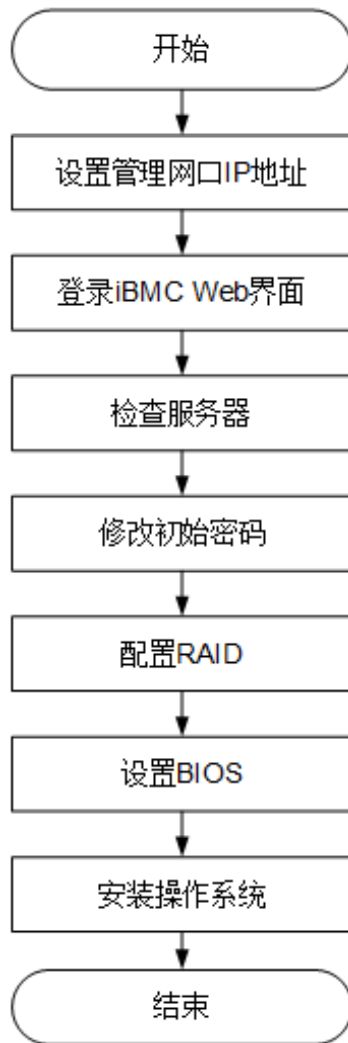 开始
设置管理网口IP地址
登录iBMC Web界面
检查服务器
修改初始密码
配置RAID
设置BIOS
安装操作系统
结束